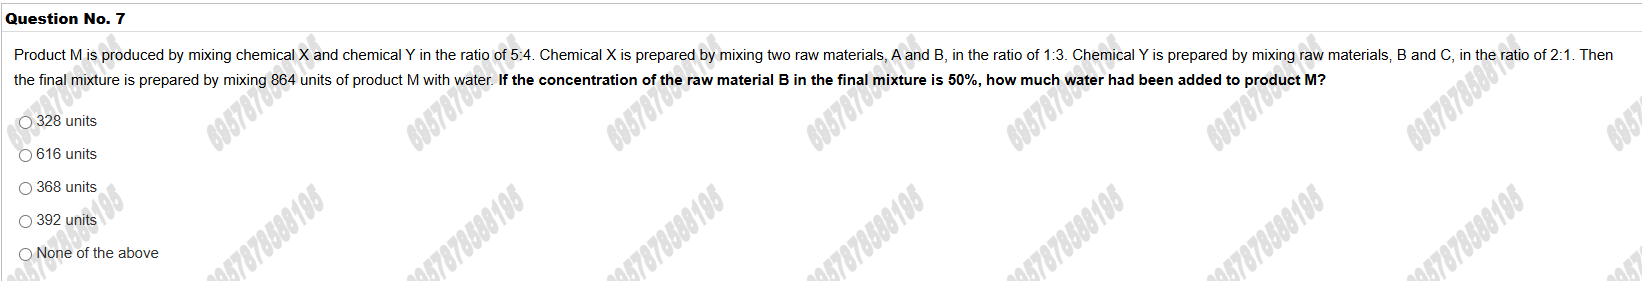 Question No. 7
Product M is produced by mixing chemical X and chemical Y in the ratio of 5:4. Chemical X is prepared by mixing two raw materials, A and B, in the ratio of 1:3. Chemical Y is prepared by mixing raw materials, B and C, in the ratio of 2:1. Then
the final mixture is prepared by mixing 864 units of product M with water. If the concentration of the raw material B in the final mixture is 50%, how much water had been added to product M?
328 units
616 units
368 units
392 units
None of the above